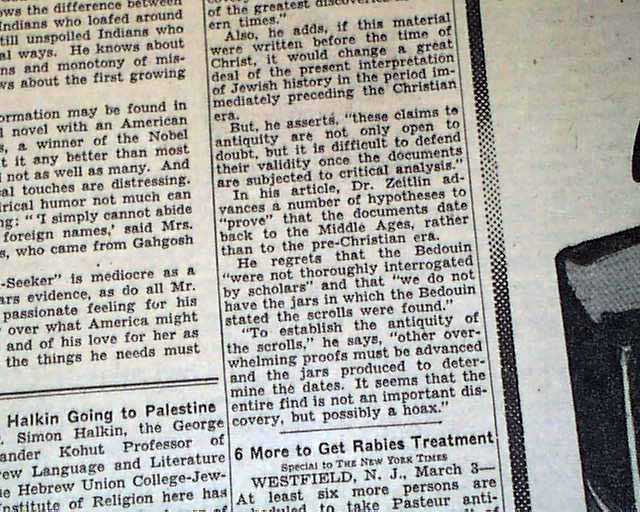 ows the difference between
Indians who loafed around
till unspoiled Indians who
al ways. He knows about
ns and monotony of mis-
ws about the first growing
ormation may be found in
l novel with an American
s, a winner of the Nobel
t it any better than most
l not as well as many. And
cal touches are distressing.
drical humor not much can
ng: "'I simply cannot abide
foreign names,' said Mrs.
s, who came from Gahgosh
-Seeker" is mediocre as a
ars evidence, as do all Mr.
passionate feeling for his
over what America might
and of his love for her as
the things he needs must
Halkin Going to Palestine
Simon Halkin, the George
ander Kohut Professor of
rew Language and Literature
e Hebrew Union College-Jew-
Institute of Religion here has
of the greatest
ern times."
Also, he adds, if this material
were written before the time of
Christ, it would change a great
deal of the present interpretation
of Jewish history in the period im-
mediately preceding the Christian
era.
But, he asserts, "these claims to
antiquity are not only open to
doubt, but it is difficult to defend
their validity once the documents
are subjected to critical analysis."
In his article, Dr. Zeitlin ad-
vances a number of hypotheses to
"prove" that the documents date
back to the Middle Ages, rather
than to the pre-Christian era.
He regrets that the Bedouin
"were not thoroughly interrogated
by scholars" and that "we do not
have the jars in which the Bedouin
stated the scrolls were found."
"To establish the antiquity of
the scrolls," he says, "other over-
whelming proofs must be advanced
and the jars produced to deter-
mine the dates. It seems that the
entire find is not an important dis-
covery, but possibly a hoax."
6 More to Get Rabies Treatment
Special to THE NEW YORK TIMES
WESTFIELD, N. J., March 3—
At least six more persons are
to take Pasteur anti-